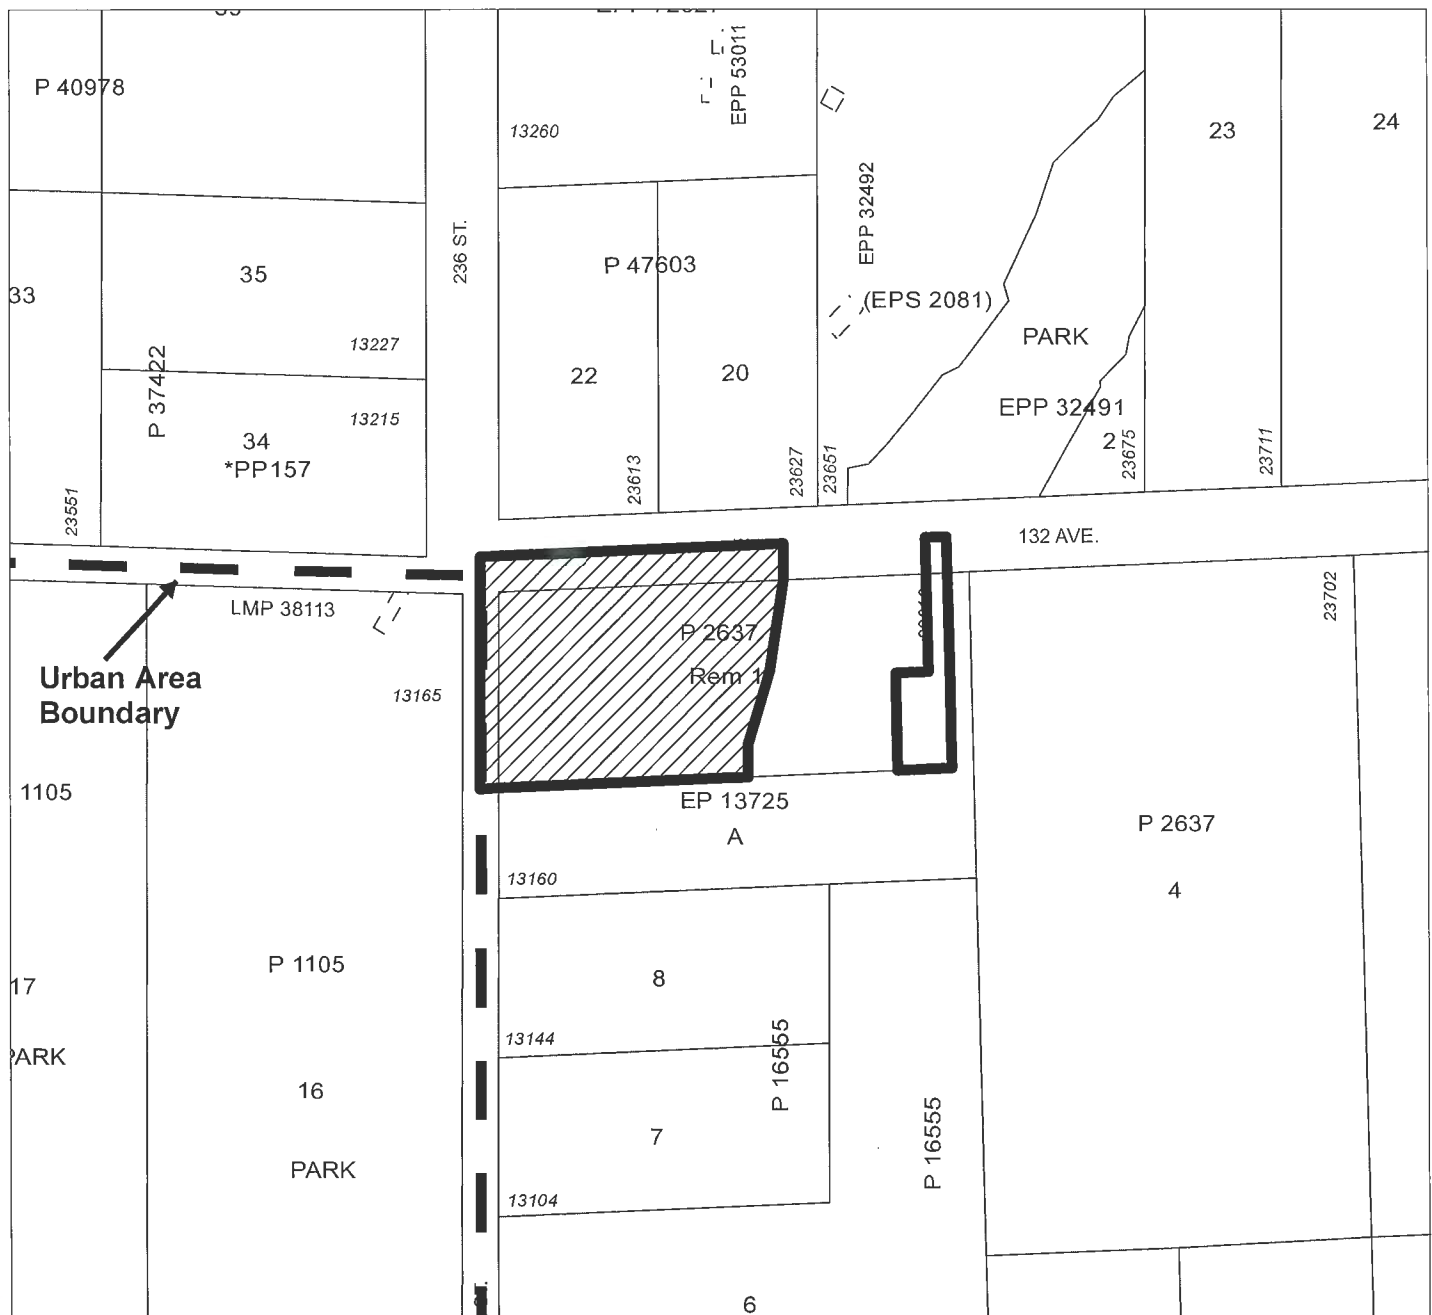 P 40978
EPP 53011
13260
23
24
236 ST.
EPP 32492
35
P 47603
33
(EPS 2081)
PARK
13227
P 37422
22
20
EPP 32491
13215
34
2
*PP157
23551
23613
23627
23651
23675
23711
132 AVE.
LMP 38113
23702
P 2637
Urban Area
Boundary
Rem 1
13165
1105
EP 13725
A
P 2637
13160
4
P 1105
8
17
13144
P 16555
PARK
16
7
P 16555
PARK
13104
6